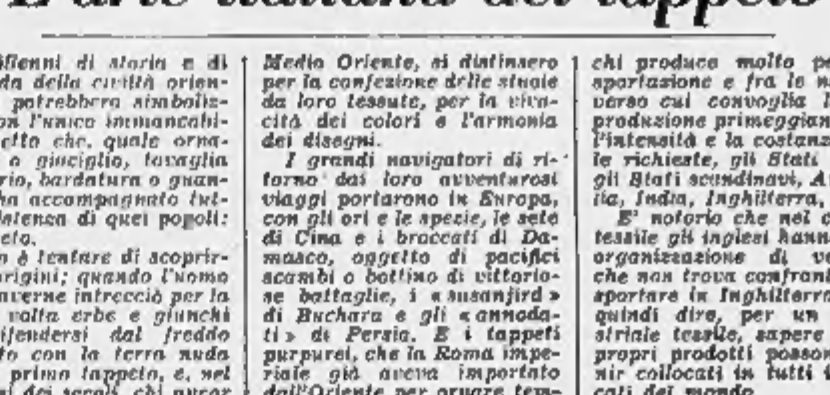 L'arte italiana del tappeto
millenni di storia e di
da della civiltà orien-
potrebbero simboliz-
on l'unico immancabi-
etto che, quale orna-
o giaciglio, tovaglia
rio, bardatura o guan-
ha accompagnato tut-
esistenza di quei popoli:
eto.
o è tentare di scoprir-
origini; quando l'uomo
averne intrecciò per la
volta erbe e giunchi
ifendersi dal freddo
to con la terra nuda
primo tappeto, e, nel
i dei secoli, chi ancor
Medio Oriente, si distinsero
per la confezione delle stuoie
da loro tessute, per la viva-
cità dei colori e l'armonia
dei disegni.
I grandi navigatori di ri-
torno dai loro avventurosi
viaggi portarono in Europa,
con gli ori e le spezie, le sete
di Cina e i broccati di Da-
masco, oggetto di pacifici
scambi o bottino di vittorio-
se battaglie, i «susanjird»
di Buchara e gli «annoda-
ti» di Persia. E i tappeti
purpurei, che la Roma impe-
riale già aveva importato
dall'Oriente per ornare tem-
chi produce molto pe
sportazione e fra le n
verso cui convoglia l
produzione primeggian
l'intensità e la costanz
le richieste, gli Stati
gli Stati scandinavi, A
lia, India, Inghilterra,
E' notorio che nel c
tessile gli inglesi hann
organizzazione di ve
che non trova confront
sportare in Inghilterra
quindi dire, per un
striale tessile, sapere
propri prodotti posson
nir collocati in tutti i
cati del mondo